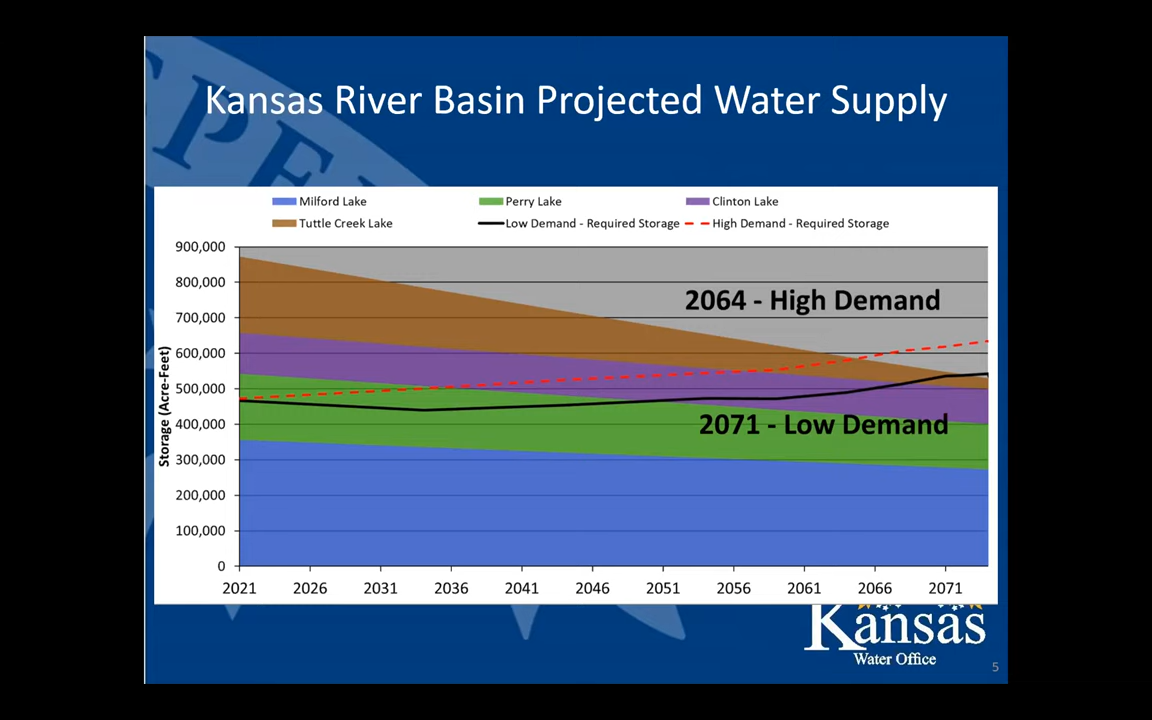 Kansas River Basin Projected Water Supply
Milford Lake Perry Lake Clinton Lake
Tuttle Creek Lake Low Demand - Required Storage High Demand - Required Storage
900,000
800,000
700,000
600,000
500,000
400,000
300,000
200,000
100,000
0
Storage (Acre-Feet)
2064 - High Demand
2071 - Low Demand
2021 2026 2031 2036 2041 2046 2051 2056 2061 2066 2071
Kansas
Water Office
5